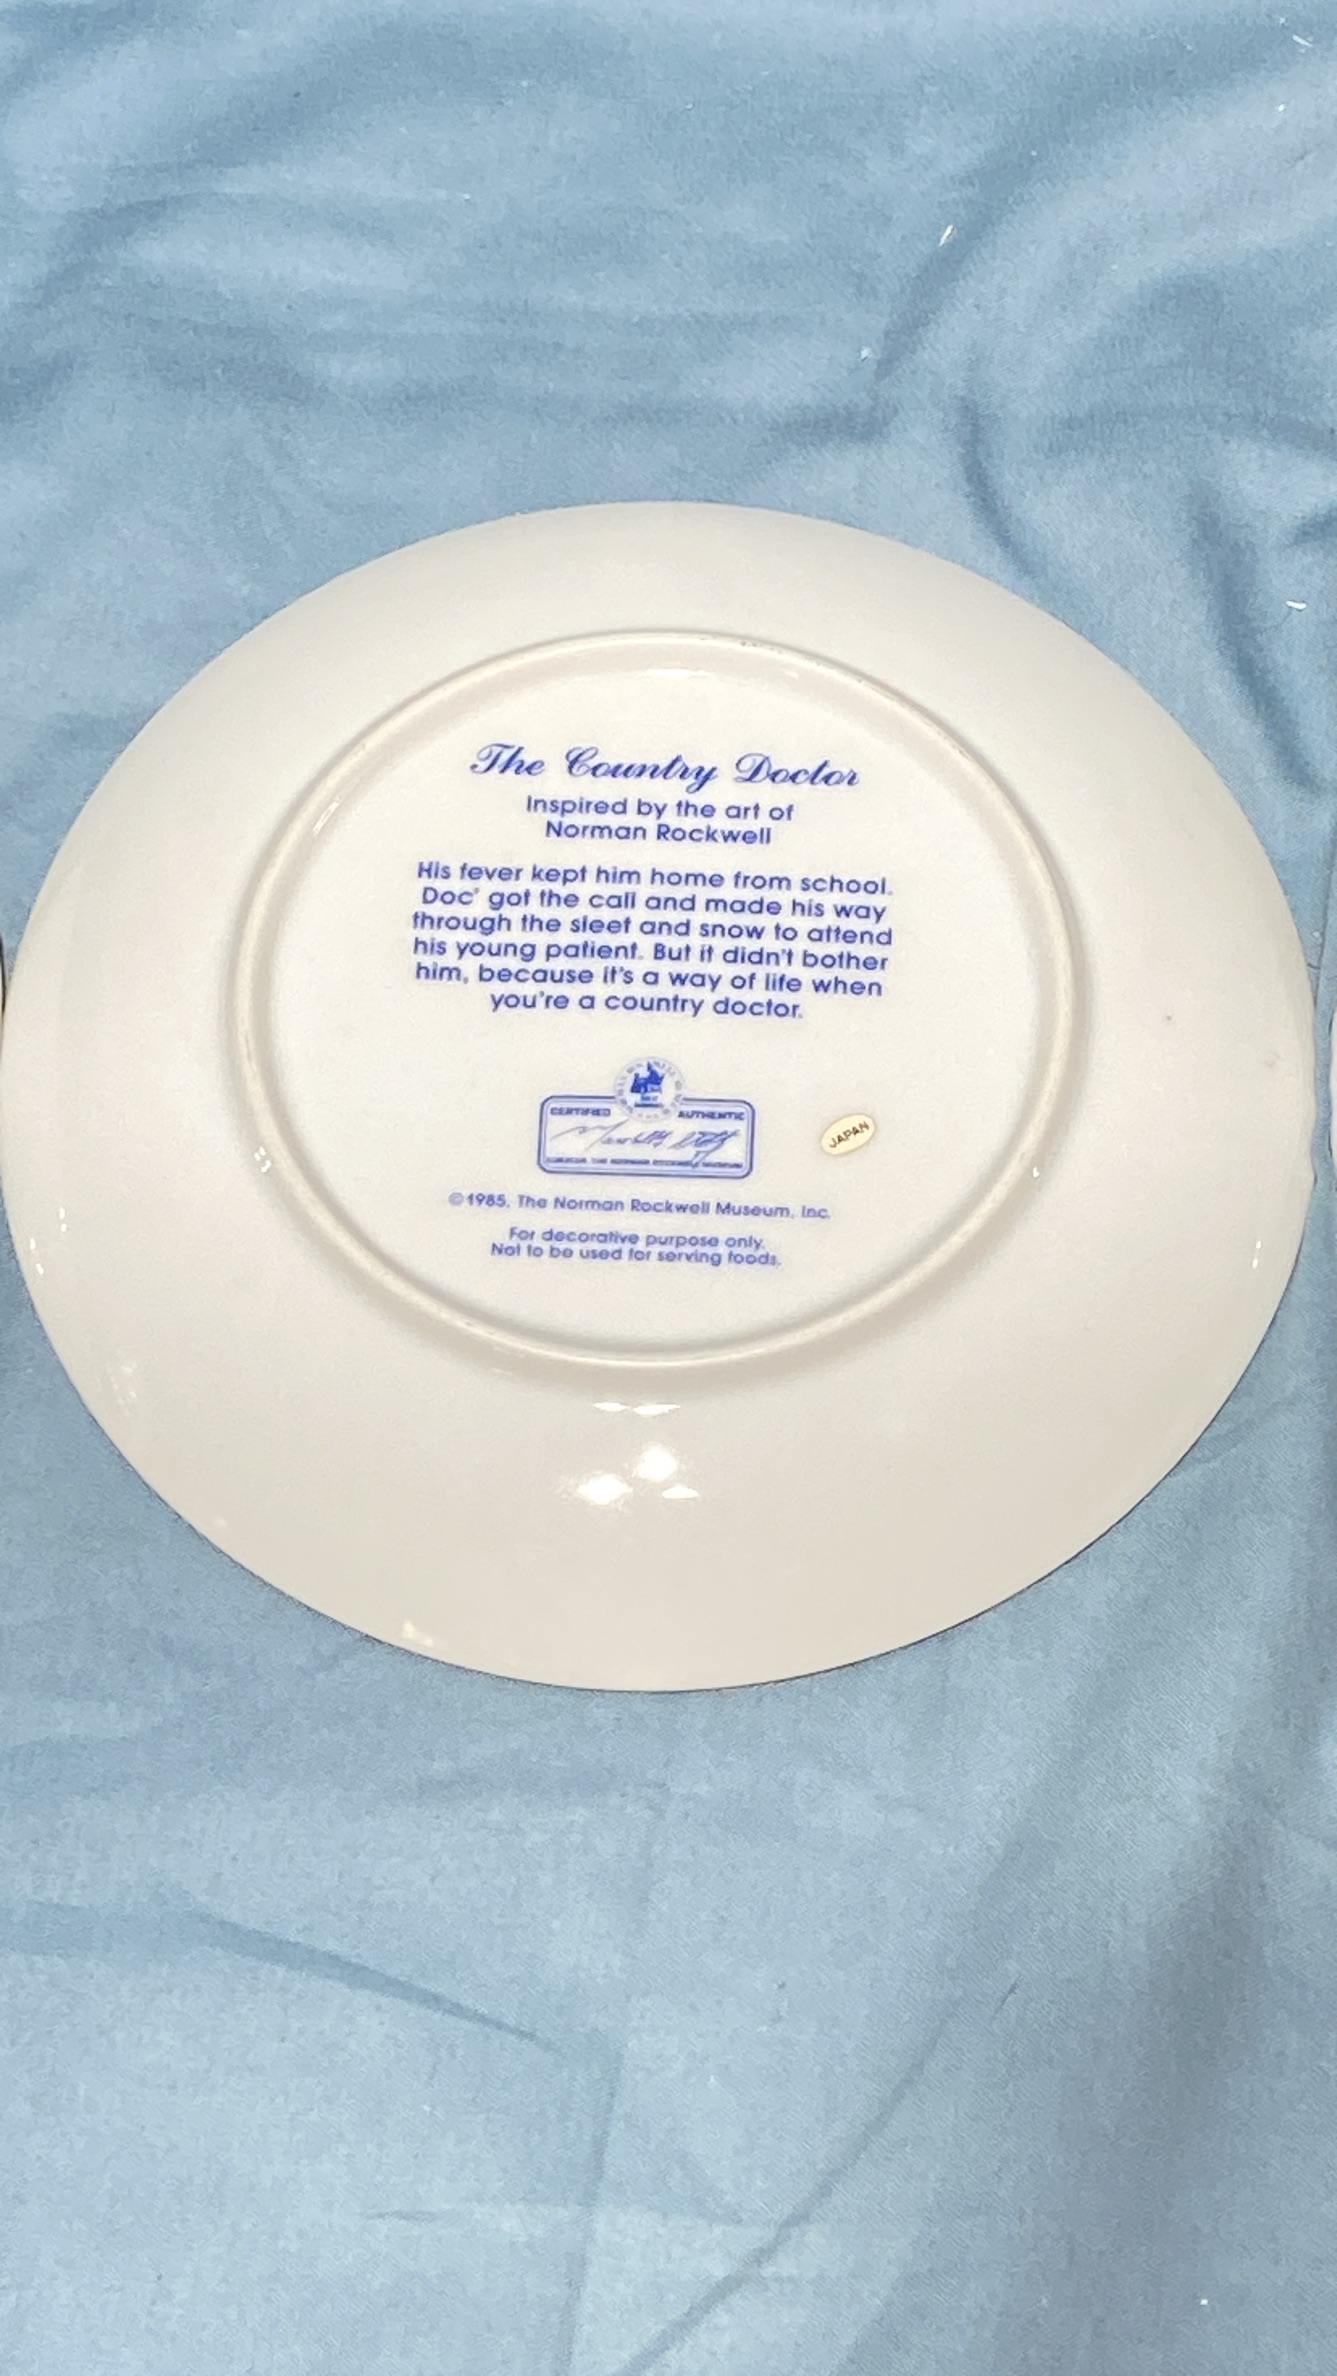 The Country Doctor
Inspired by the art of
Norman Rockwell
His fever kept him home from school.
Doc' got the call and made his way
through the sleet and snow to attend
his young patient. But it didn't bother
him, because it's a way of life when
you're a country doctor.
CERTIFIED AUTHENTIC
JAPAN
©1985, The Norman Rockwell Museum, Inc.
For decorative purpose only.
Not to be used for serving foods.